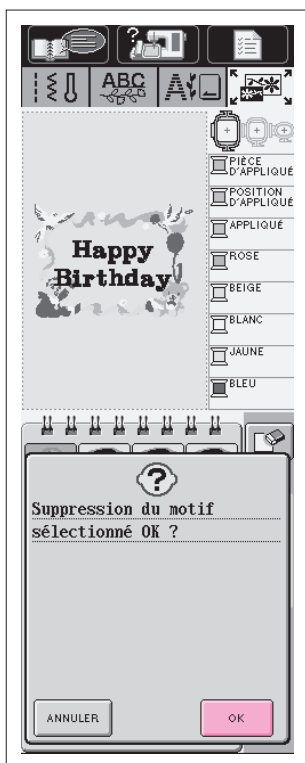 ABC
A
Happy
Birthday
PIÈCE
D'APPLIQUÉ
POSITION
D'APPLIQUÉ
APPLIQUÉ
ROSE
BEIGE
BLANC
JAUNE
BLEU
Suppression du motif
sélectionné OK ?
ANNULER
OK